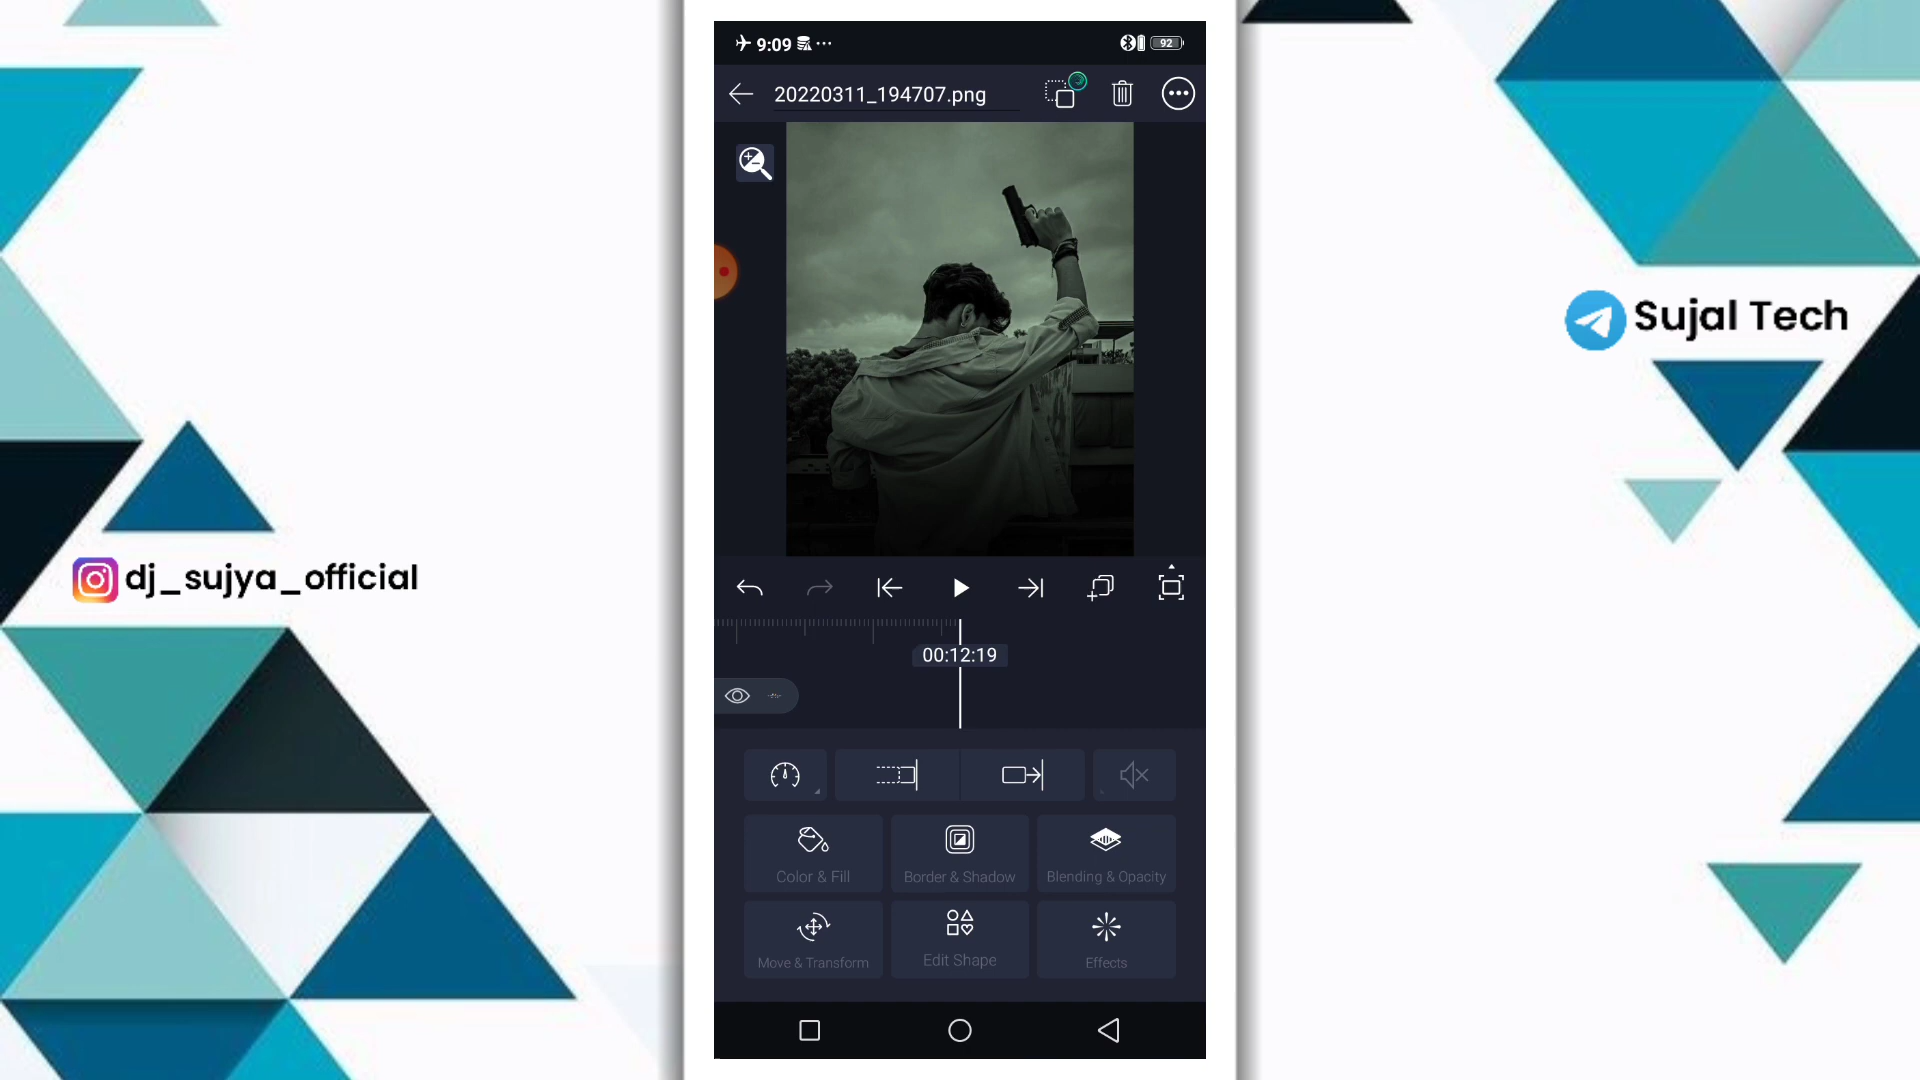 9:09
92
20220311_194707.png
Sujal Tech
dj_sujya_official
00:12:19
Color & Fill
Border & Shadow
Blending & Opacity
Move & Transform
Edit Shape
Effects